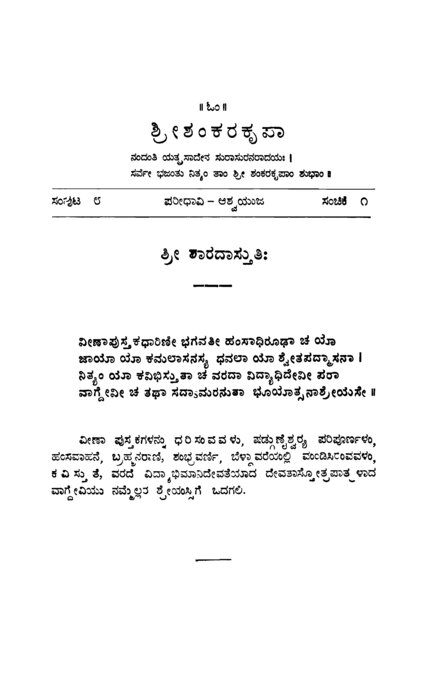 ॥ ಓಂ ॥
ಶ್ರೀಶಂಕರಕೃಪಾ
ನಂದಂತಿ ಯತ್ಪ್ರಸಾದೇನ ಸುರಾಸುರನರಾದಯಃ ।
ಸರ್ವೇ ಭಜಂತು ನಿತ್ಯಂ ತಾಂ ಶ್ರೀ ಶಂಕರಕೃಪಾಂ ಶುಭಾಂ ॥
ಸಂಪುಟ ೮ ಪರೀಧಾವಿ – ಆಶ್ವಯುಜ ಸಂಚಿಕೆ ೧
ಶ್ರೀ ಶಾರದಾಸ್ತುತಿಃ
ವೀಣಾಪುಸ್ತಕಧಾರಿಣೀ ಭಗವತೀ ಹಂಸಾಧಿರೂಢಾ ಚ ಯಾ
ಜಾಯಾ ಯಾ ಕಮಲಾಸನಸ್ಯ ಧವಲಾ ಯಾ ಶ್ವೇತಪದ್ಮಾಸನಾ ।
ನಿತ್ಯಂ ಯಾ ಕವಿಭಿಸ್ತುತಾ ಚ ವರದಾ ವಿದ್ಯಾಧಿದೇವೀ ಪರಾ
ವಾಗ್ದೇವೀ ಚ ತಥಾ ಸದಾಮರನುತಾ ಭೂಯಾತ್ಸನಾಶ್ರೇಯಸೇ ॥
ವೀಣಾ ಪುಸ್ತಕಗಳನ್ನು ಧರಿಸುವವಳು, ಷಡ್ಗುಣೈಶ್ವರ್ಯ ಪರಿಪೂರ್ಣಳು,
ಹಂಸವಾಹನೆ, ಬ್ರಹ್ಮನರಾಣಿ, ಶುಭ್ರವರ್ಣಿ, ಬೆಳ್ದಾವರೆಯಲ್ಲಿ ಮಂಡಿಸಿರುವವಳು,
ಕವಿಸ್ತುತೆ, ವರದೆ ವಿದ್ಯಾಭಿಮಾನಿದೇವತೆಯಾದ ದೇವತಾಸ್ತೋತ್ರಪಾತ್ರಳಾದ
ವಾಗ್ದೇವಿಯು ನಮ್ಮೆಲ್ಲರ ಶ್ರೇಯಸ್ಸಿಗೆ ಒದಗಲಿ.